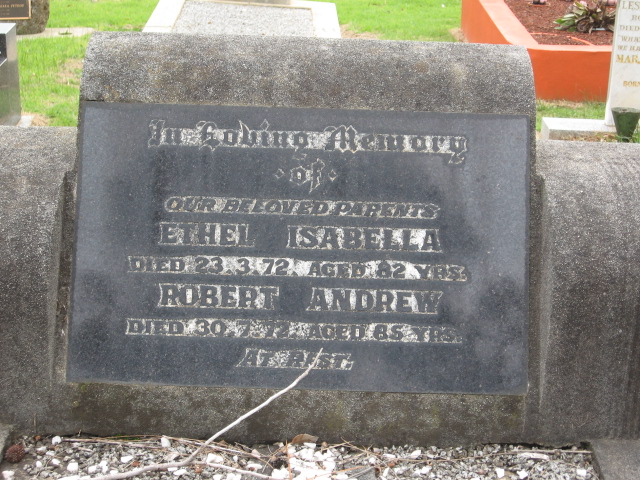 In Loving Memory
of
OUR BELOVED PARENTS
ETHEL ISABELLA
DIED 23.3.72. AGED 82 YRS.
ROBERT ANDREW
DIED 30.7.72. AGED 85 YRS.
AT REST.